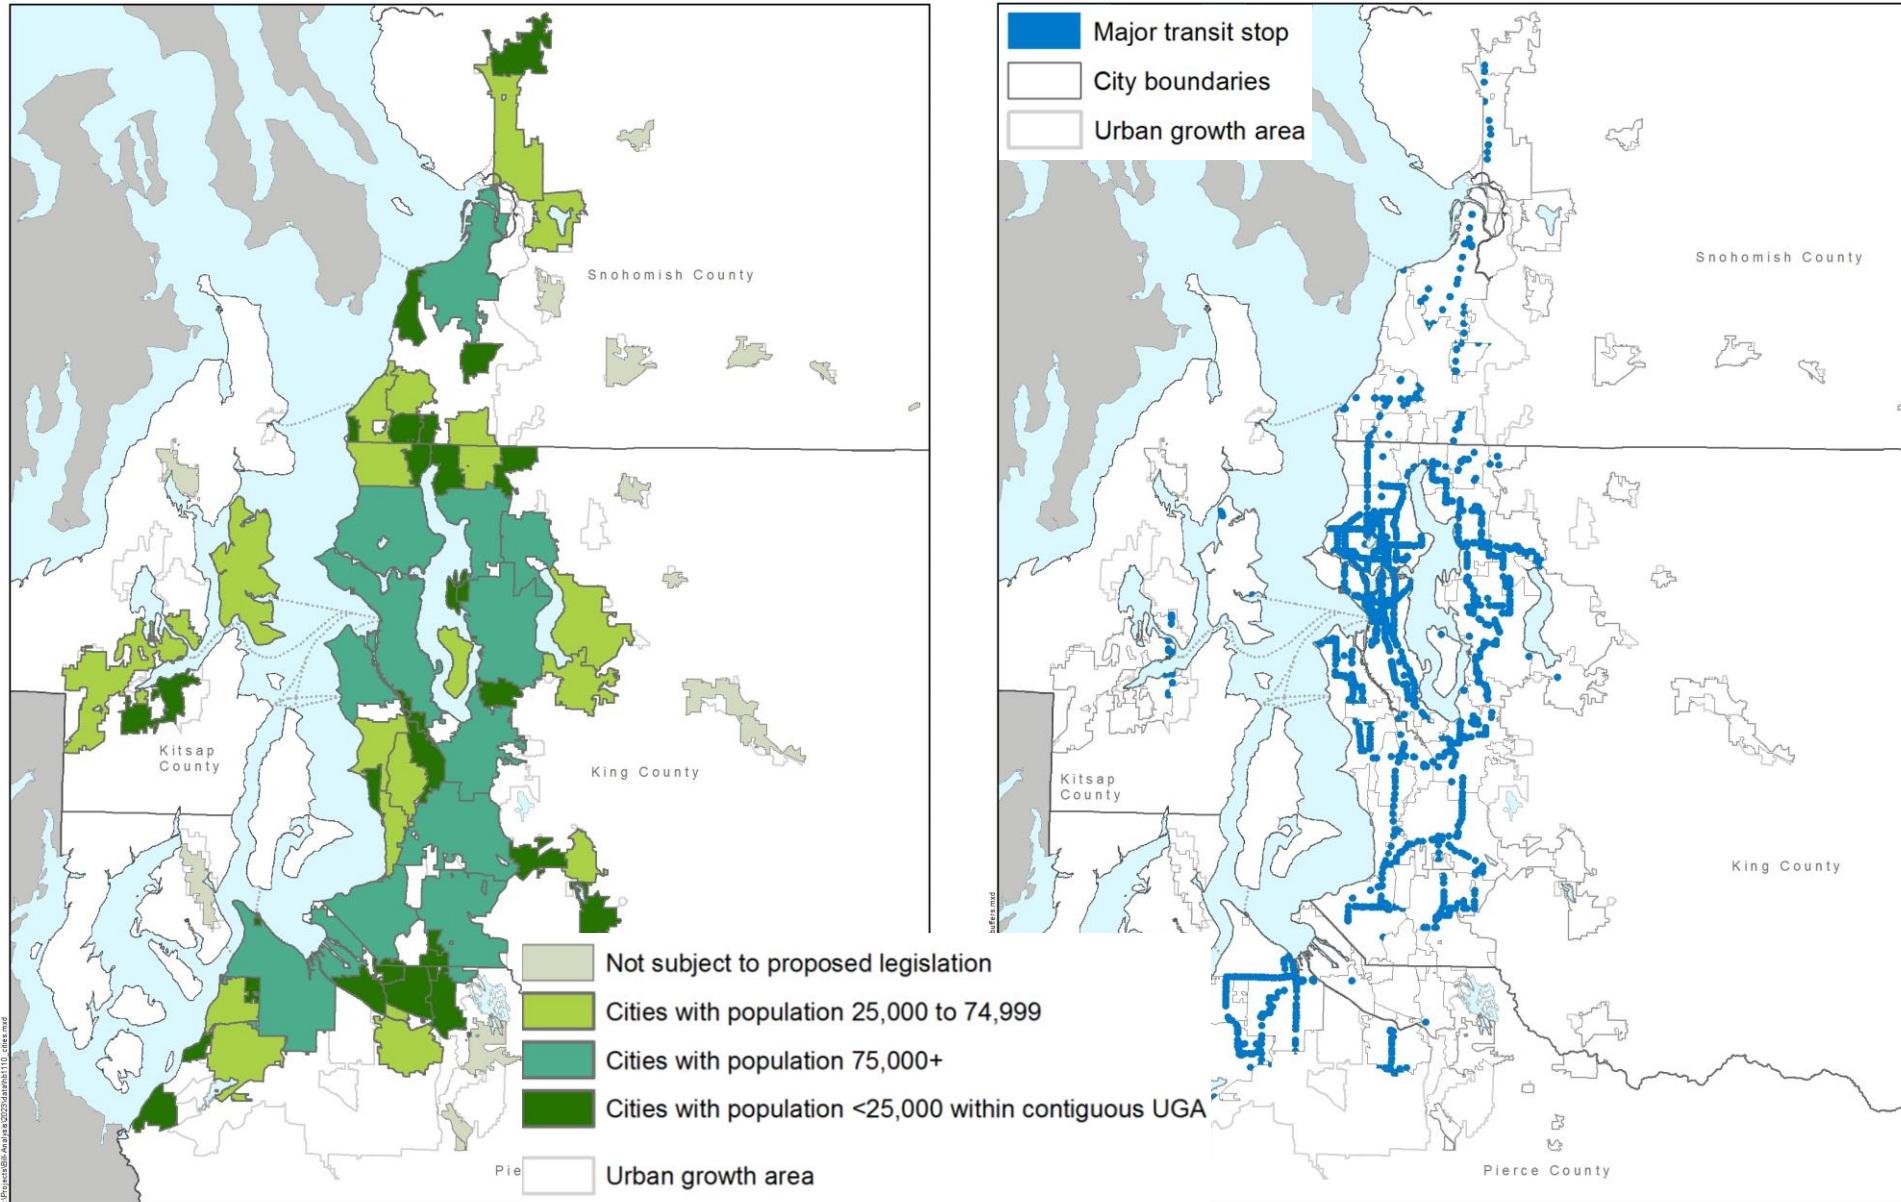 Snohomish County
Kitsap
County
King County
Pie
Not subject to proposed legislation
Cities with population 25,000 to 74,999
Cities with population 75,000+
Cities with population <25,000 within contiguous UGA
Urban growth area
Major transit stop
City boundaries
Urban growth area
Snohomish County
Kitsap
County
King County
Pierce County
buffers.mxd